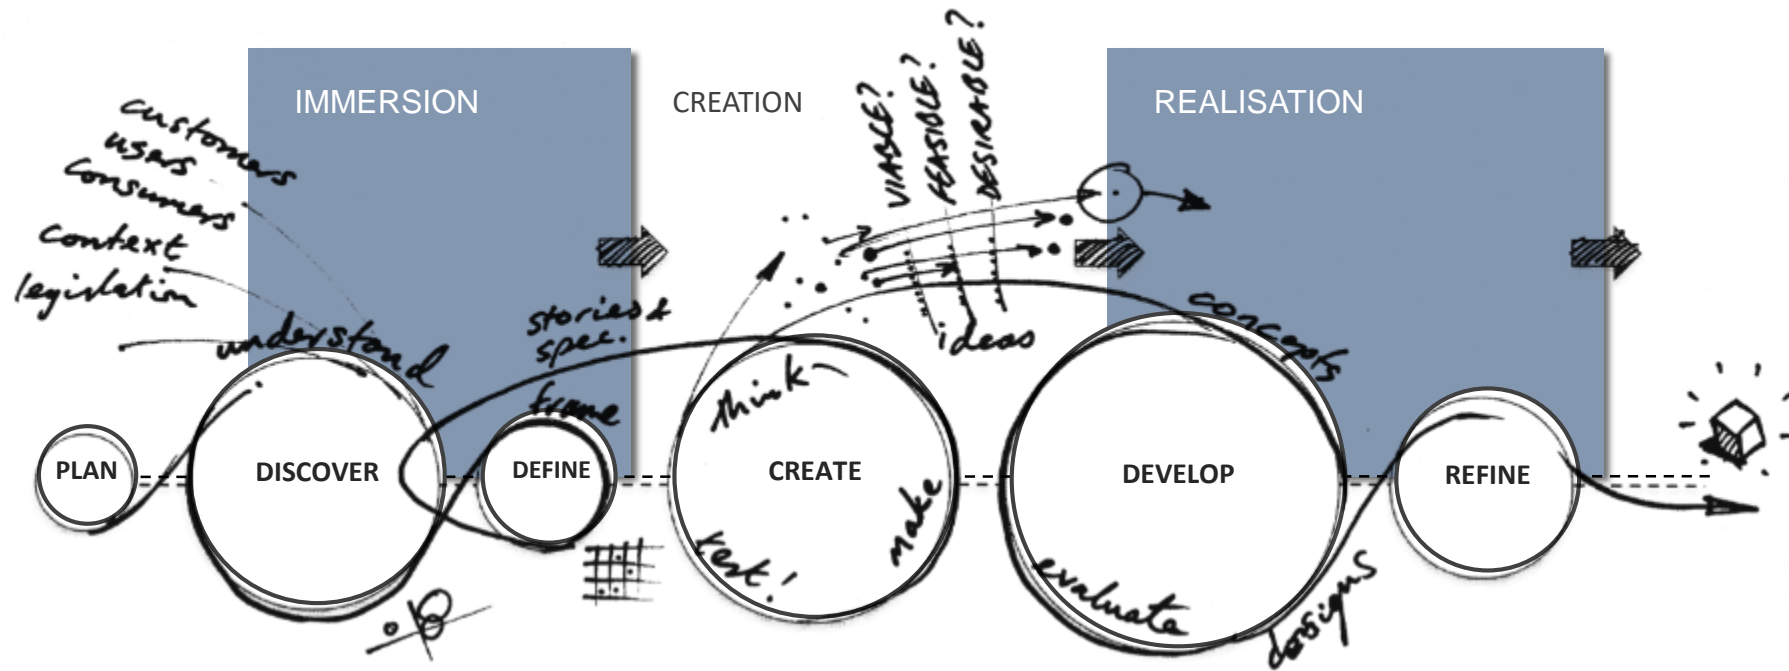 IMMERSION
CREATION
REALISATION
customers
users
consumers
context
legislation
understand
stories &
spec.
frame
VIABLE?
FEASIBLE?
DESIRABLE?
ideas
concepts
PLAN
DISCOVER
DEFINE
CREATE
DEVELOP
REFINE
think
make
test!
evaluate
designs